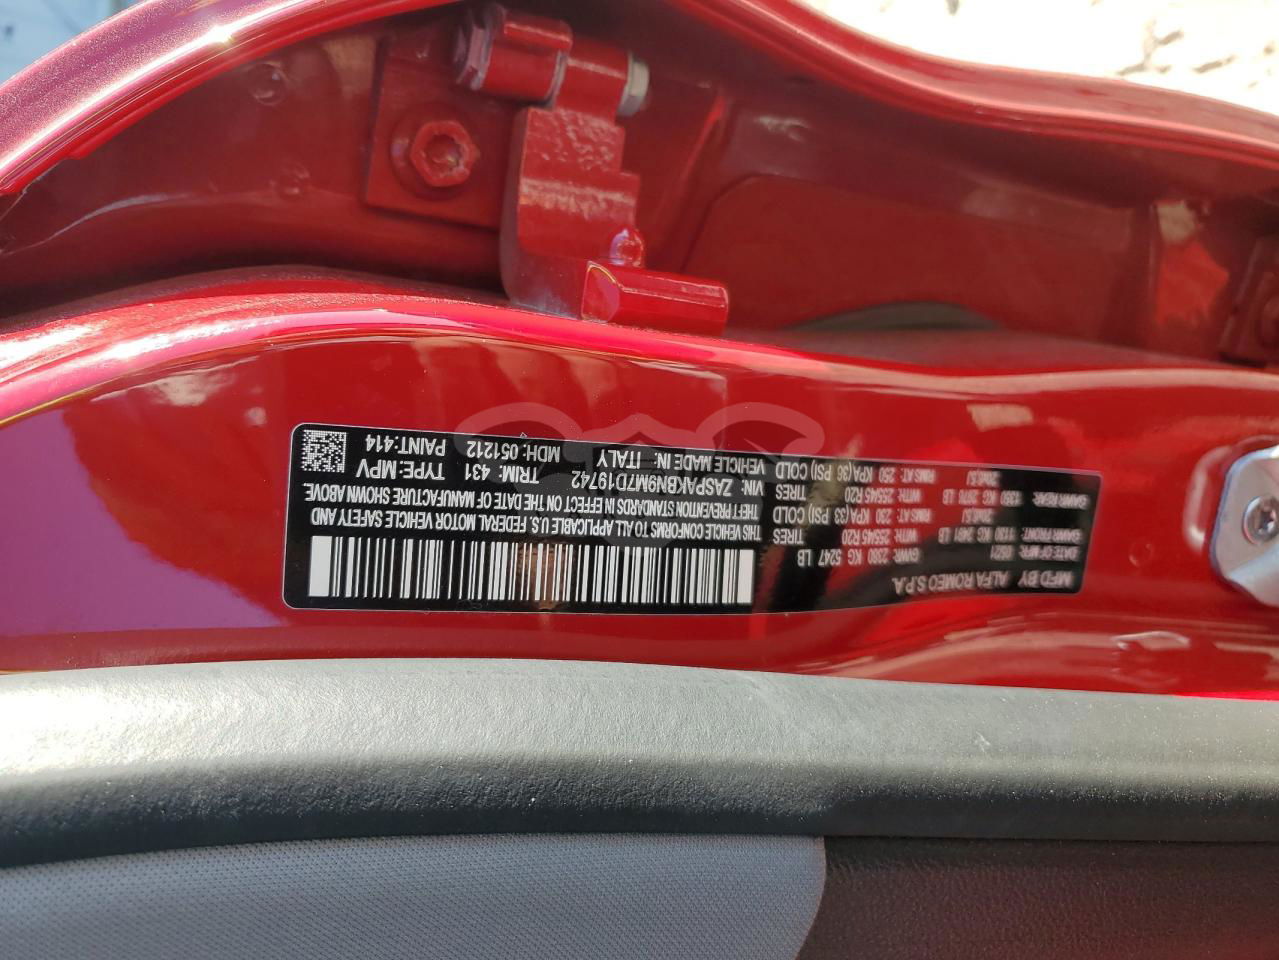 MFD BY ALFA ROMEO S.P.A.
DATE OF MFR: 05/21 GVWR: 2380 KG 5247 LB
GAWR FRONT: 1130 KG 2491 LB WITH: 255/45 R20 TIRES
20x8.5J RIMS AT: 230 KPA (33 PSI) COLD
GAWR REAR: 1350 KG 2976 LB WITH: 255/45 R20 TIRES
20x8.5J RIMS AT: 250 KPA (36 PSI) COLD
THIS VEHICLE CONFORMS TO ALL APPLICABLE U.S. FEDERAL MOTOR VEHICLE SAFETY AND
THEFT PREVENTION STANDARDS IN EFFECT ON THE DATE OF MANUFACTURE SHOWN ABOVE.
VIN: ZASPAKBN9M7D19742 TYPE: MPV
VEHICLE MADE IN: ITALY TRIM: 431
MDH: 051212 PAINT: 414